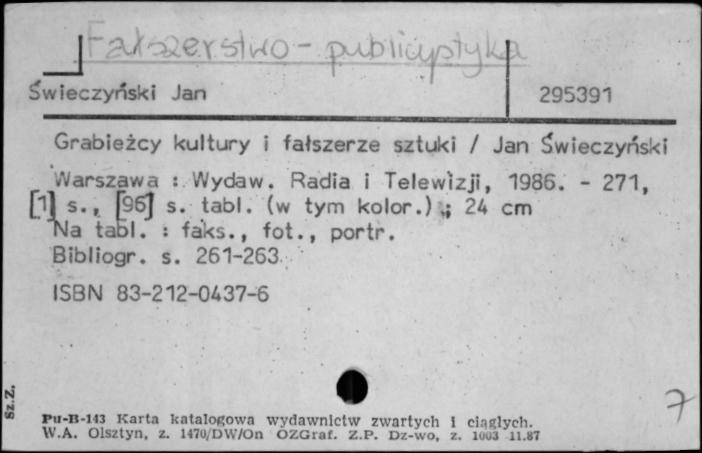 Fałszerstwo - publicystyka
Świeczyński Jan 295391
Grabieżcy kultury i fałszerze sztuki / Jan Świeczyński
Warszawa : Wydaw. Radia i Telewizji, 1986. - 271,
[1] s., [96] s. tabl. (w tym kolor.) ; 24 cm
Na tabl. : faks., fot., portr.
Bibliogr. s. 261-263.
ISBN 83-212-0437-6
Sz.Z.
7
Pu-B-143 Karta katalogowa wydawnictw zwartych i ciągłych.
W.A. Olsztyn, z. 1470/DW/On OZGraf. Z.P. Dz-wo, z. 1003 11.87